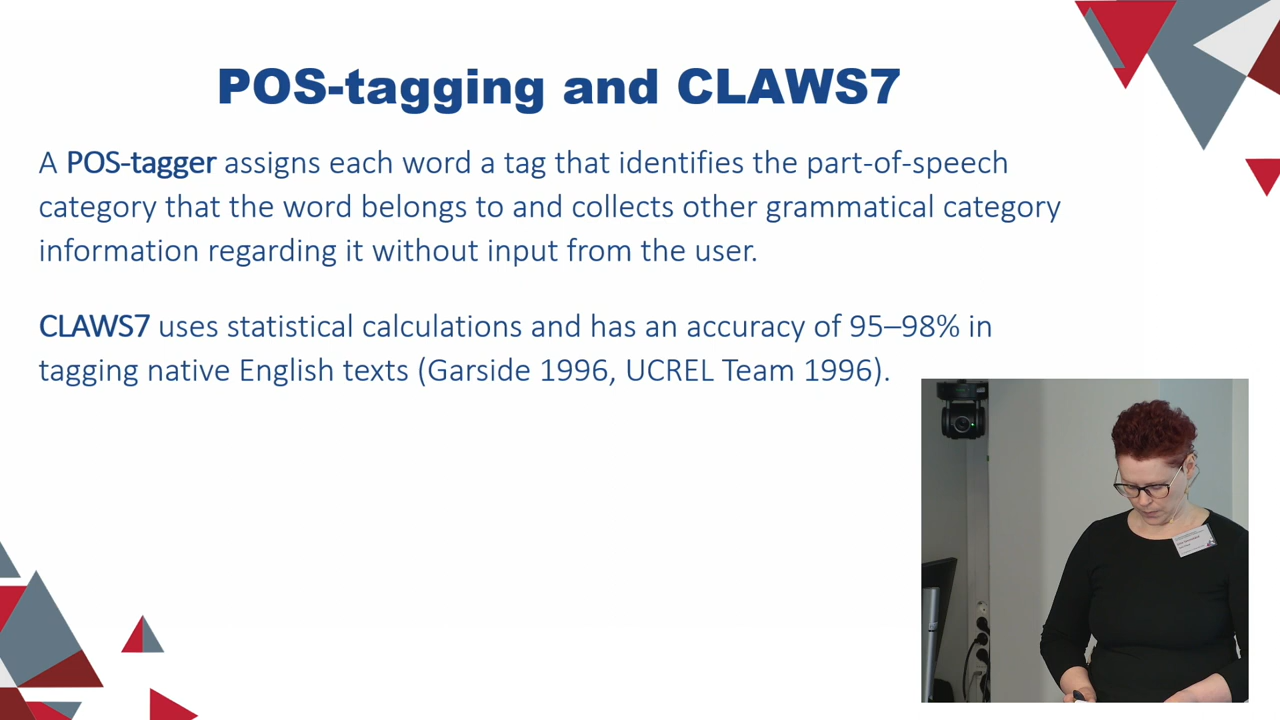 POS-tagging and CLAWS7
A POS-tagger assigns each word a tag that identifies the part-of-speech
category that the word belongs to and collects other grammatical category
information regarding it without input from the user.
CLAWS7 uses statistical calculations and has an accuracy of 95–98% in
tagging native English texts (Garside 1996, UCREL Team 1996).